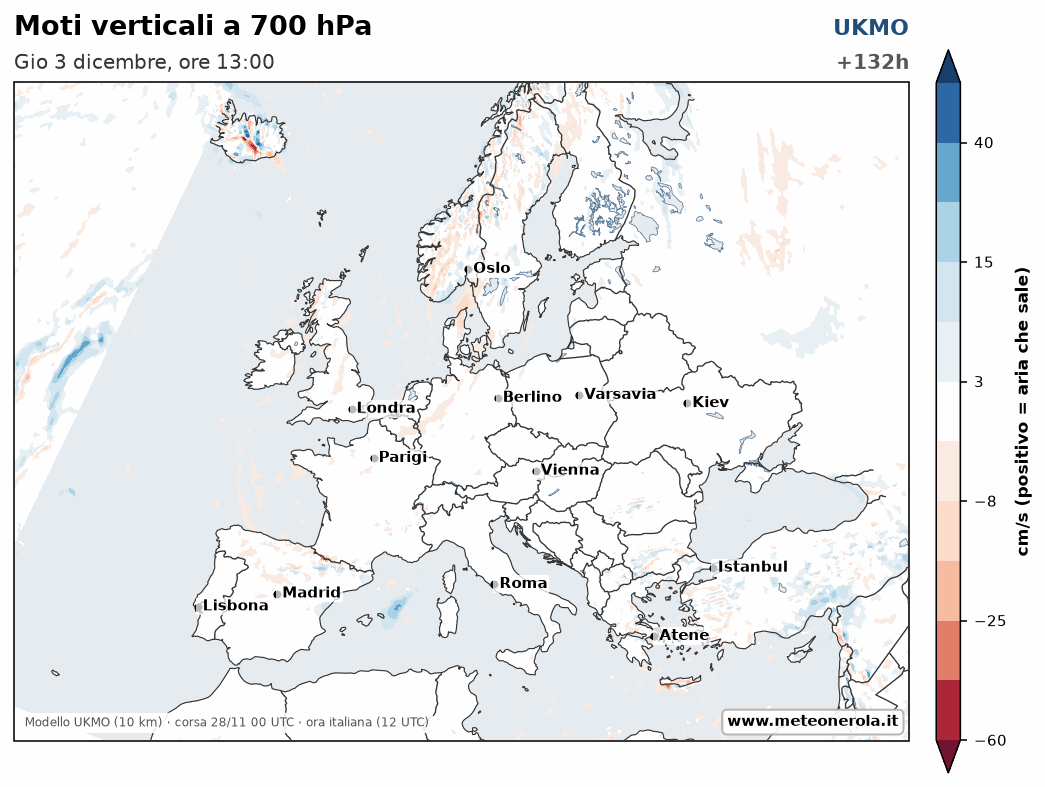 Moti verticali a 700 hPa
UKMO
Gio 3 dicembre, ore 13:00
+132h
40
15
3
−8
−25
−60
cm/s (positivo = aria che sale)
Oslo
Berlino
Varsavia
Kiev
Londra
Parigi
Vienna
Istanbul
Roma
Madrid
Lisbona
Atene
Modello UKMO (10 km) · corsa 28/11 00 UTC · ora italiana (12 UTC)
www.meteonerola.it